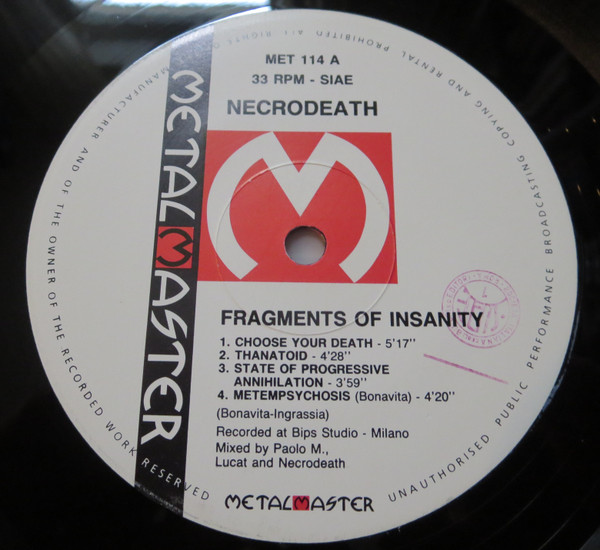 MANUFACTURER AND OF THE OWNER OF THE RECORDED WORK RESERVED
UNAUTHORISED PUBLIC PERFORMANCE BROADCASTING COPYING AND RENTAL PROHIBITED ALL RIGHTS
MET 114 A
33 RPM - SIAE
NECRODEATH
METALMASTER
FRAGMENTS OF INSANITY
1. CHOOSE YOUR DEATH - 5'17''
2. THANATOID - 4'28''
3. STATE OF PROGRESSIVE
ANNIHILATION - 3'59''
4. METEMPSYCHOSIS (Bonavita) - 4'20''
(Bonavita-Ingrassia)
Recorded at Bips Studio - Milano
Mixed by Paolo M.,
Lucat and Necrodeath
METALMASTER